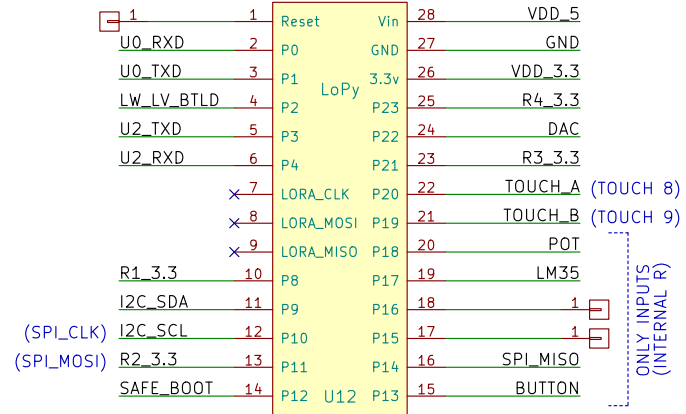 1 1 Reset Vin 28 VDD_5
U0_RXD 2 P0 GND 27 GND
U0_TXD 3 P1 3.3v 26 VDD_3.3
LoPy
LW_LV_BTLD 4 P2 P23 25 R4_3.3
U2_TXD 5 P3 P22 24 DAC
U2_RXD 6 P4 P21 23 R3_3.3
7 LORA_CLK P20 22 TOUCH_A (TOUCH 8)
8 LORA_MOSI P19 21 TOUCH_B (TOUCH 9)
9 LORA_MISO P18 20 POT
R1_3.3 10 P8 P17 19 LM35
I2C_SDA 11 P9 P16 18 1
(SPI_CLK) I2C_SCL 12 P10 P15 17 1
(SPI_MOSI) R2_3.3 13 P11 P14 16 SPI_MISO
SAFE_BOOT 14 P12 U12 P13 15 BUTTON
ONLY INPUTS
(INTERNAL R)